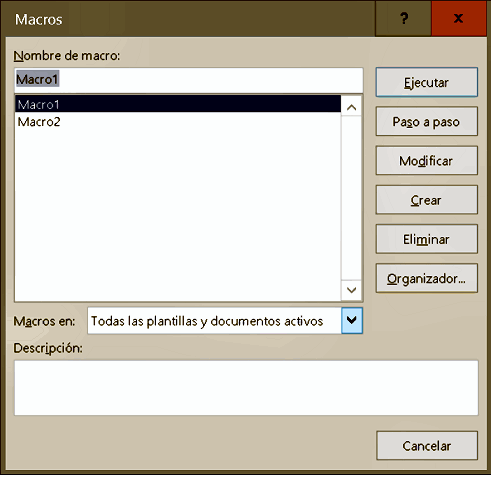 Macros
? x
Nombre de macro:
Macro1
Macro1
Macro2
Ejecutar
Paso a paso
Modificar
Crear
Eliminar
Organizador...
Macros en: Todas las plantillas y documentos activos
Descripción:
Cancelar